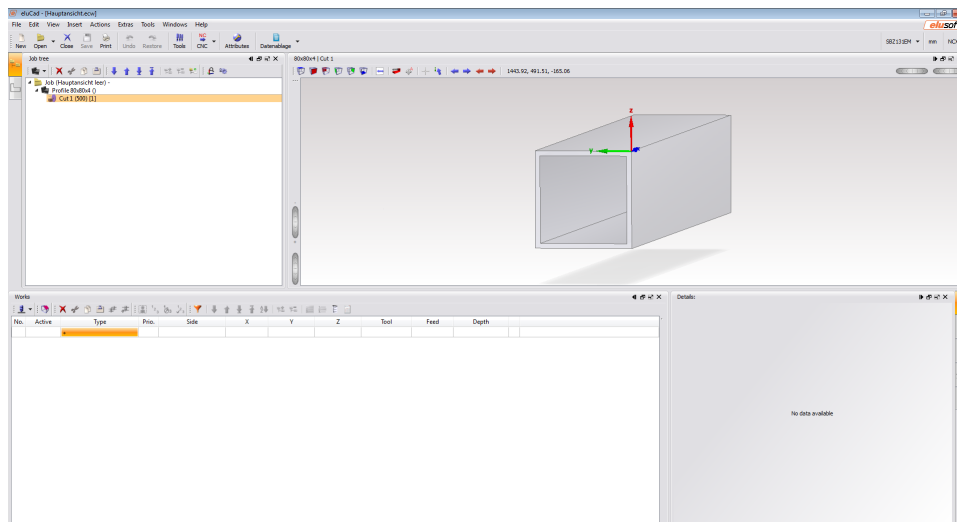 eluCad - [Hauptansicht.ecw]
File Edit View Insert Actions Extras Tools Windows Help
elusoft
New Open Close Save Print Undo Restore Tools NC CNC Attributes Datenablage
SBZ131EM mm NC
Job tree
80x80x4 | Cut 1
1443.92, 491.51, -165.06
Job (Hauptansicht leer) -
Profile 80x80x4 ()
Cut 1 (500) [1]
z
y
Works
Details:
No. Active Type Prio. Side X Y Z Tool Feed Depth
No data available